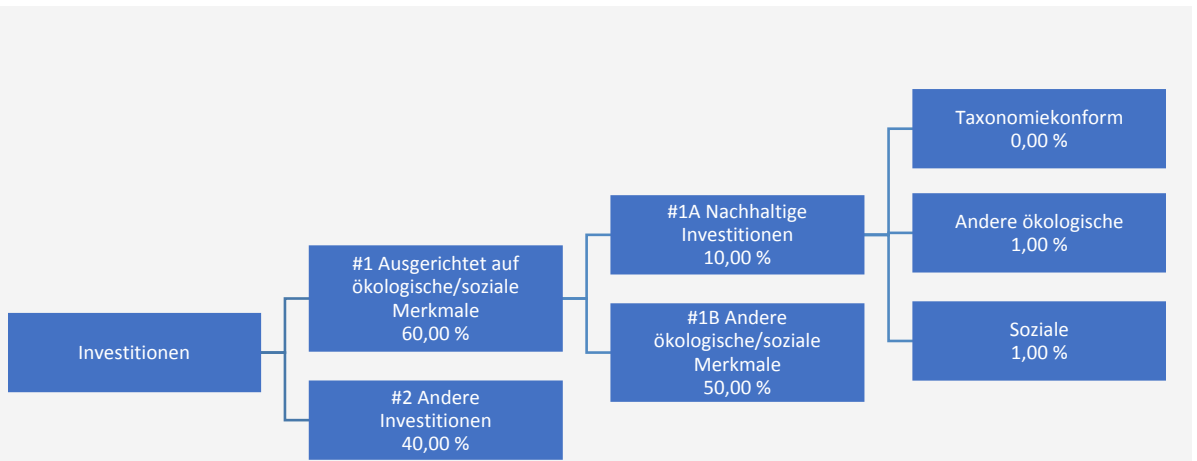 Investitionen
#1 Ausgerichtet auf
ökologische/soziale
Merkmale
60,00 %
#2 Andere
Investitionen
40,00 %
#1A Nachhaltige
Investitionen
10,00 %
#1B Andere
ökologische/soziale
Merkmale
50,00 %
Taxonomiekonform
0,00 %
Andere ökologische
1,00 %
Soziale
1,00 %